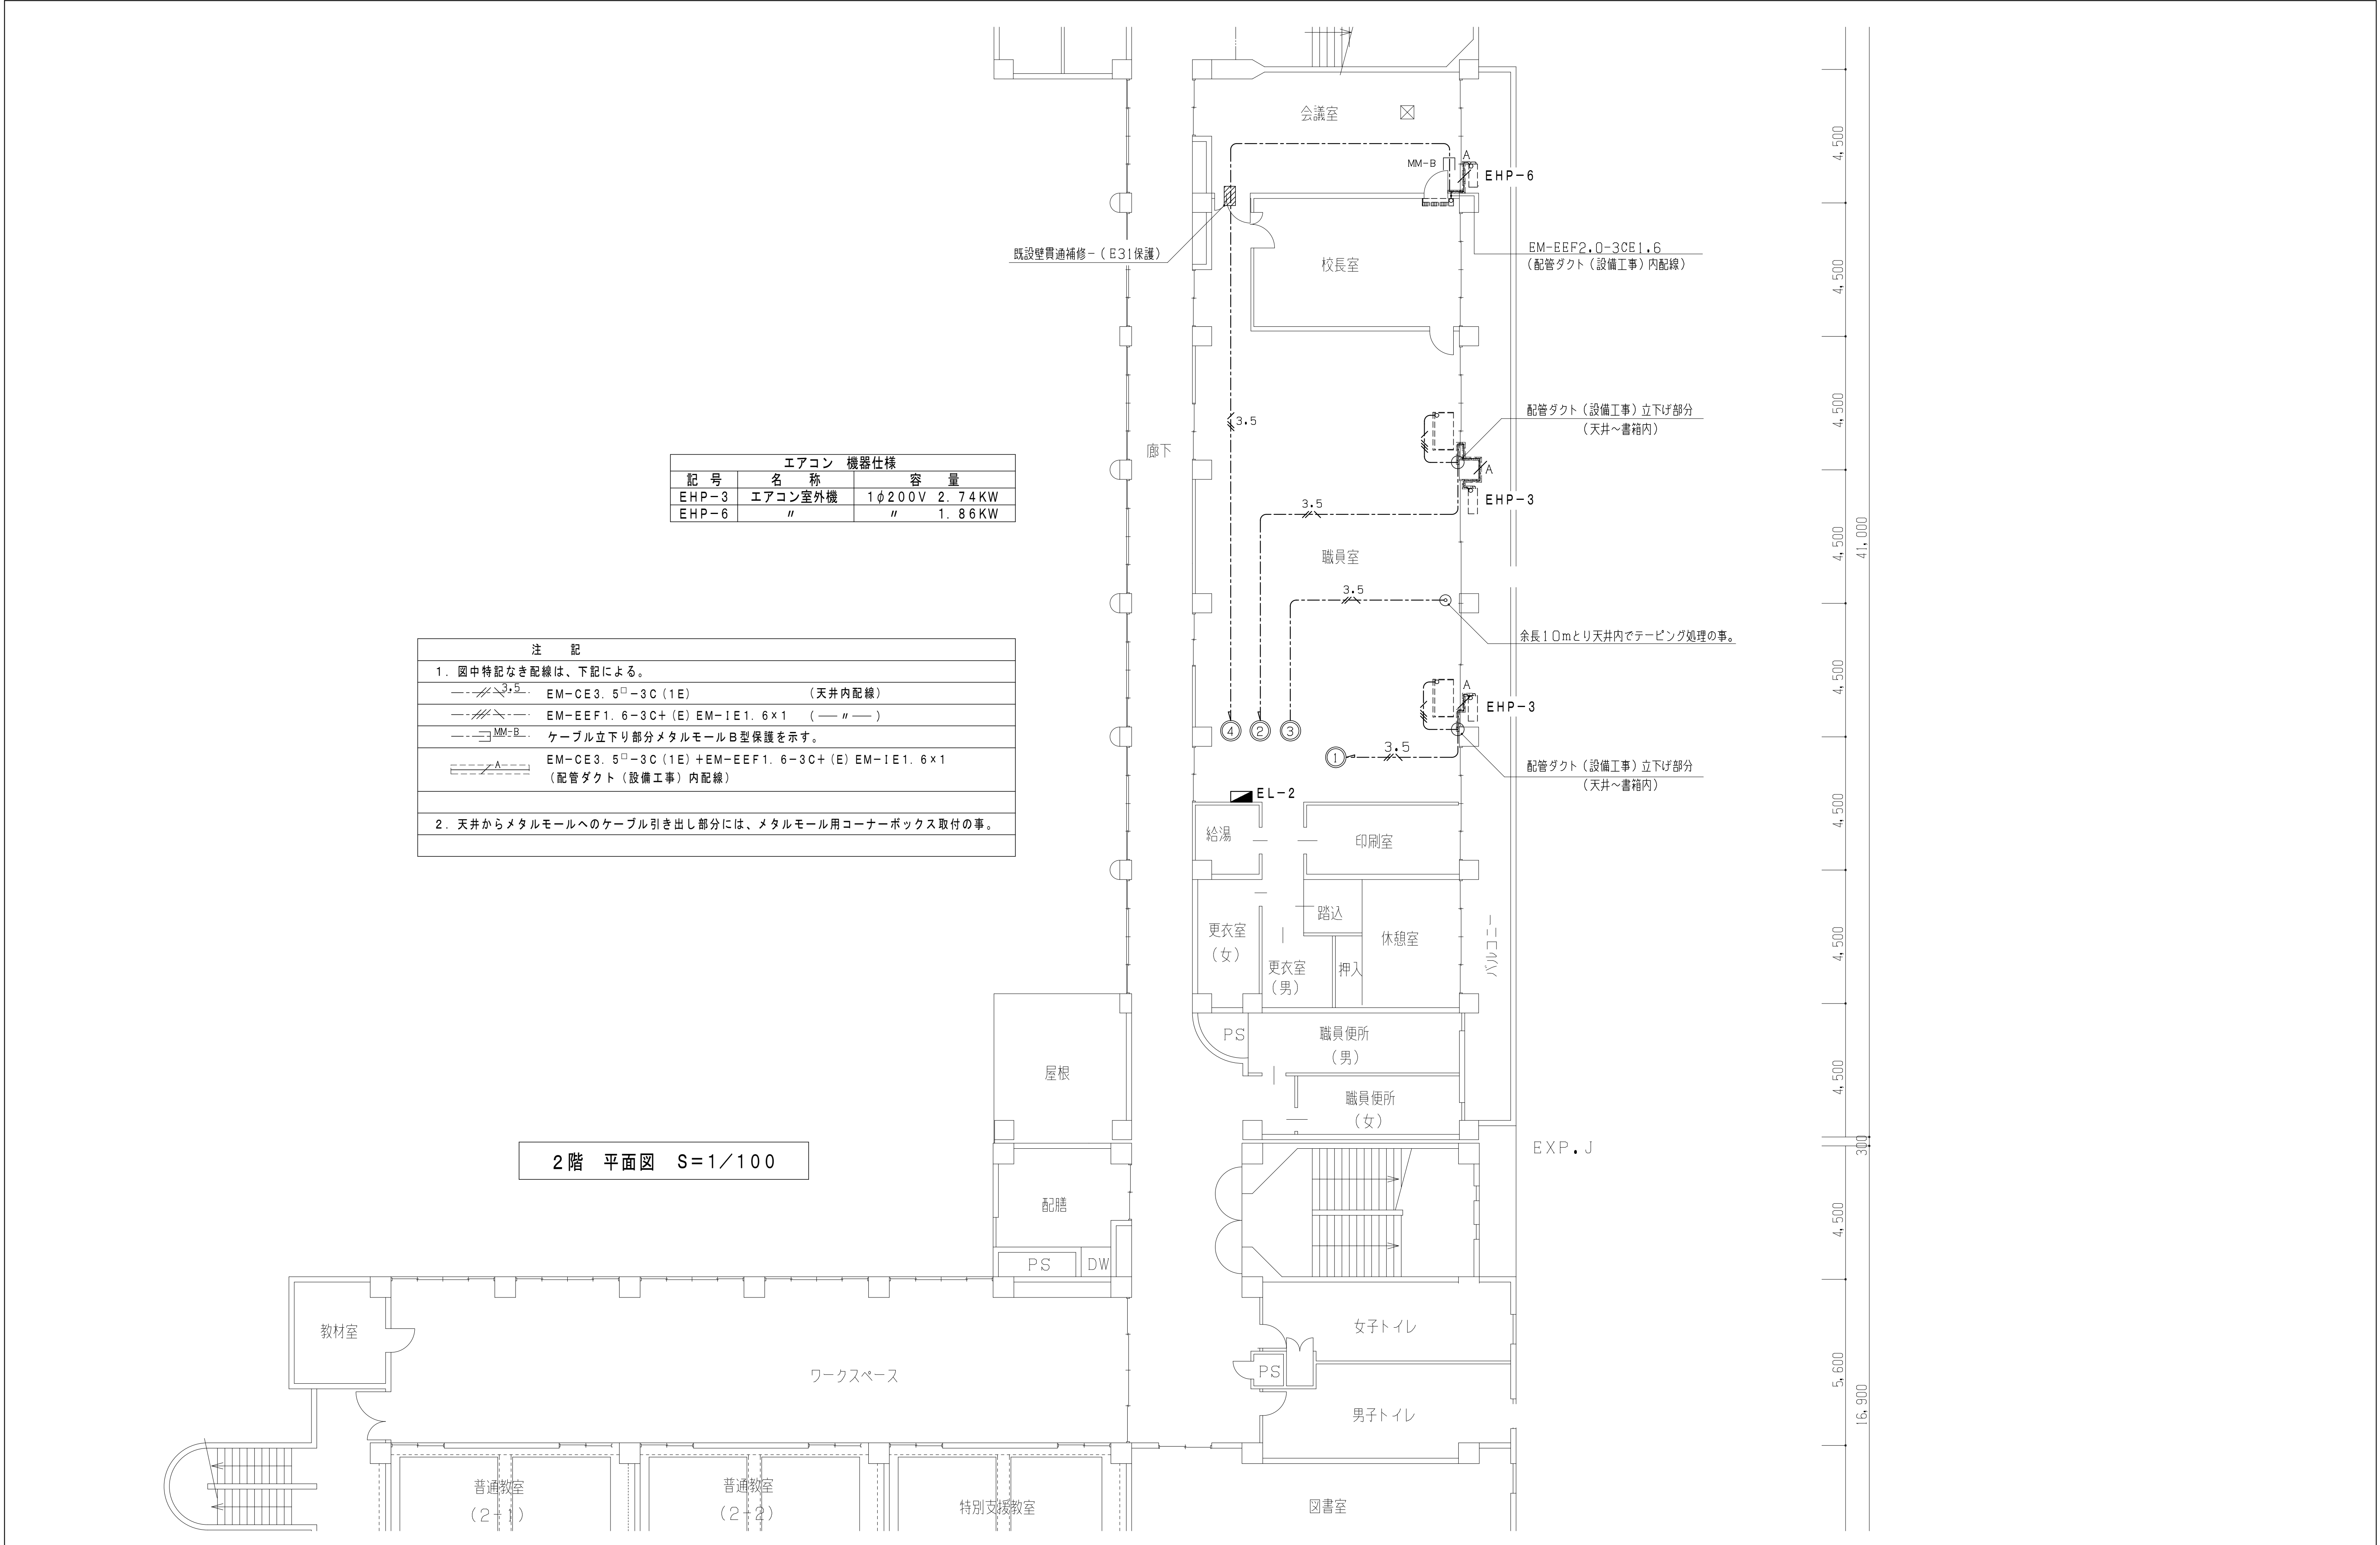 会議室
MM-B
A
EHP-6
既設壁貫通補修-(E31保護)
EM-EEF2.0-3CE1.6
(配管ダクト(設備工事)内配線)
校長室
3.5
廊下
配管ダクト(設備工事)立下げ部分
(天井～書箱内)
A
EHP-3
エアコン 機器仕様
記 号 名 称 容 量
EHP-3 エアコン室外機 1φ200V 2.74KW
EHP-6 〃 〃 1.86KW
3.5
職員室
3.5
余長10mとり天井内でテーピング処理の事。
注 記
1. 図中特記なき配線は、下記による。
3.5 EM-CE3.5□-3C(1E) (天井内配線)
EM-EEF1.6-3C+(E)EM-IE1.6×1 (― 〃 ―)
MM-B ケーブル立下り部分メタルモールB型保護を示す。
A EM-CE3.5□-3C(1E)+EM-EEF1.6-3C+(E)EM-IE1.6×1
(配管ダクト(設備工事)内配線)
2. 天井からメタルモールへのケーブル引き出し部分には、メタルモール用コーナーボックス取付の事。
A
EHP-3
④ ② ③
① 3.5
配管ダクト(設備工事)立下げ部分
(天井～書箱内)
EL-2
給湯
印刷室
踏込
更衣室
(女)
更衣室
(男)
押入
休憩室
バルコニー
PS
職員便所
(男)
屋根
職員便所
(女)
EXP.J
2階 平面図 S=1/100
配膳
PS
DW
教材室
ワークスペース
女子トイレ
PS
男子トイレ
普通教室
(2-1)
普通教室
(2-2)
特別支援教室
図書室
4,500
4,500
4,500
4,500
4,500
4,500
4,500
4,500
41,000
300
4,500
5,600
16,900